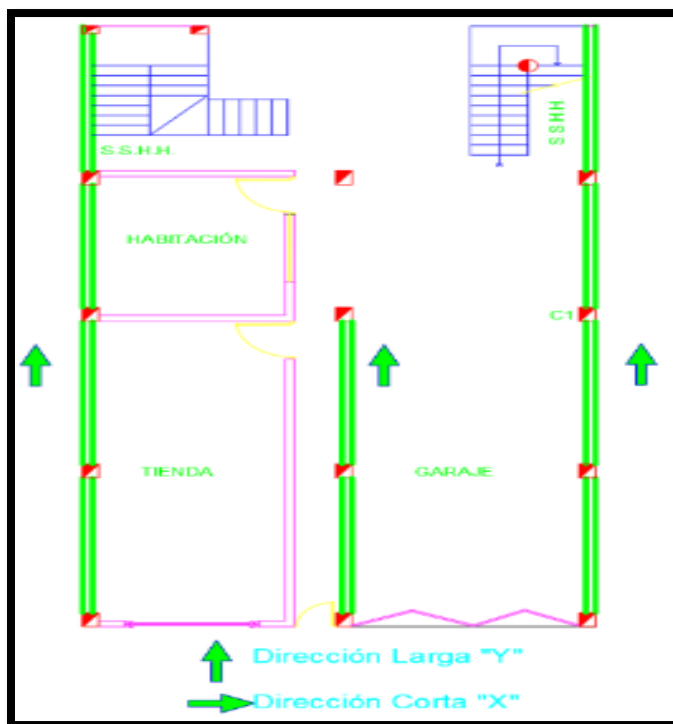 S.S.H.H.
SSHH
HABITACIÓN
C1
TIENDA
GARAJE
Dirección Larga "Y"
Dirección Corta "X"